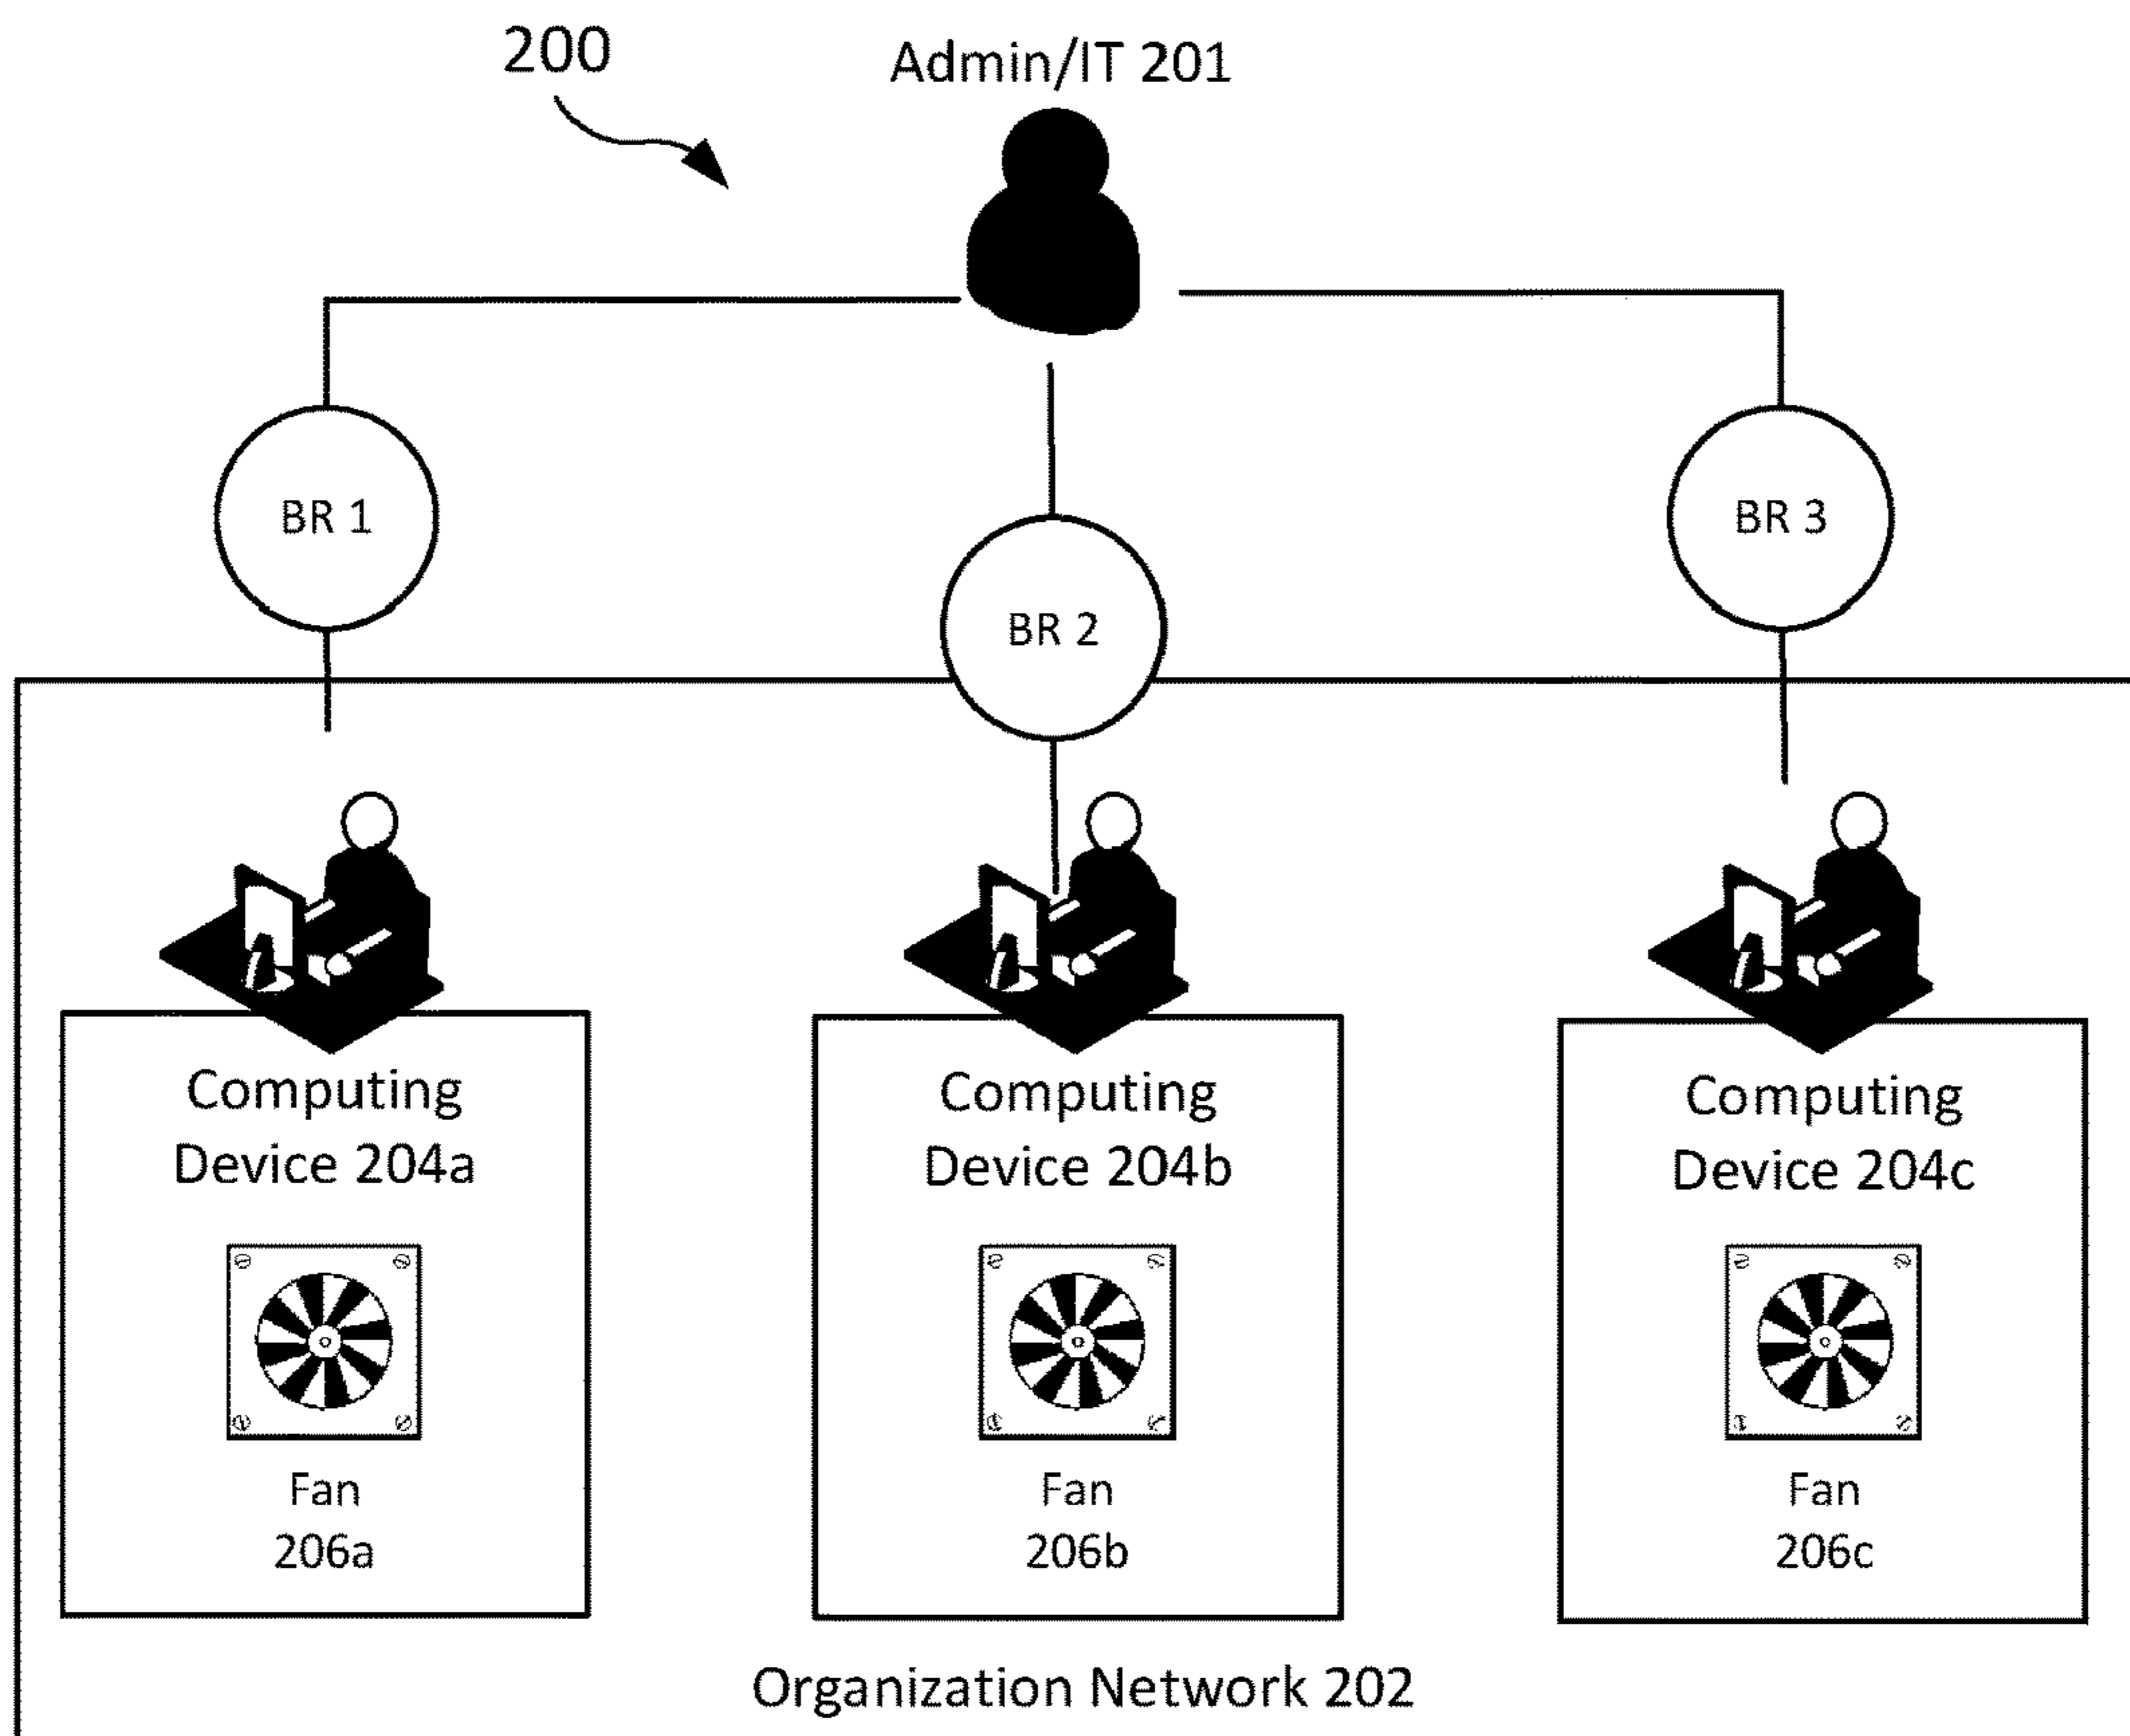 200
Admin/IT 201
BR 1
BR 2
BR 3
Computing
Device 204a
Fan
206a
Computing
Device 204b
Fan
206b
Computing
Device 204c
Fan
206c
Organization Network 202